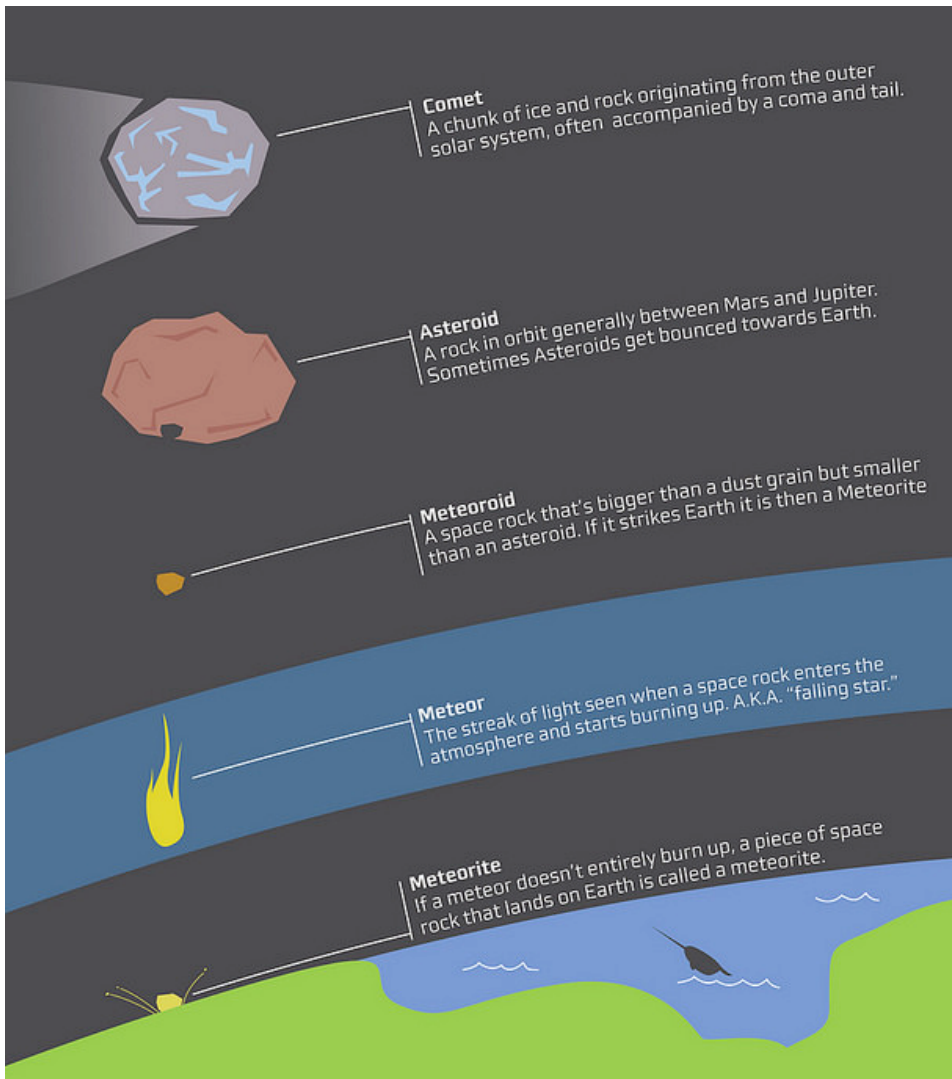 Comet
A chunk of ice and rock originating from the outer
solar system, often accompanied by a coma and tail.
Asteroid
A rock in orbit generally between Mars and Jupiter.
Sometimes Asteroids get bounced towards Earth.
Meteoroid
A space rock that's bigger than a dust grain but smaller
than an asteroid. If it strikes Earth it is then a Meteorite
Meteor
The streak of light seen when a space rock enters the
atmosphere and starts burning up. A.K.A. “falling star.”
Meteorite
If a meteor doesn't entirely burn up, a piece of space
rock that lands on Earth is called a meteorite.